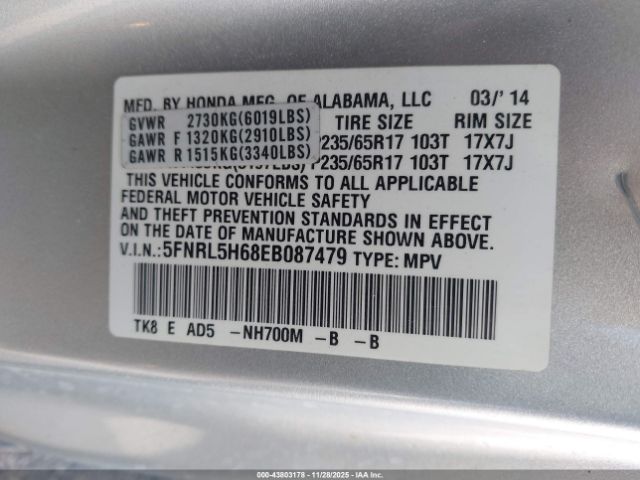 MFD. BY HONDA MFG. OF ALABAMA, LLC 03/'14
GVWR 2730KG(6019LBS) TIRE SIZE RIM SIZE
GAWR F 1320KG(2910LBS) P235/65R17 103T 17X7J
GAWR R 1515KG(3340LBS) P235/65R17 103T 17X7J
THIS VEHICLE CONFORMS TO ALL APPLICABLE
FEDERAL MOTOR VEHICLE SAFETY
AND THEFT PREVENTION STANDARDS IN EFFECT
ON THE DATE OF MANUFACTURE SHOWN ABOVE.
V.I.N.: 5FNRL5H68EB087479 TYPE: MPV
TK8 E AD5 -NH700M -B -B
000-43803178 | 11/28/2025 | IAAI.COM